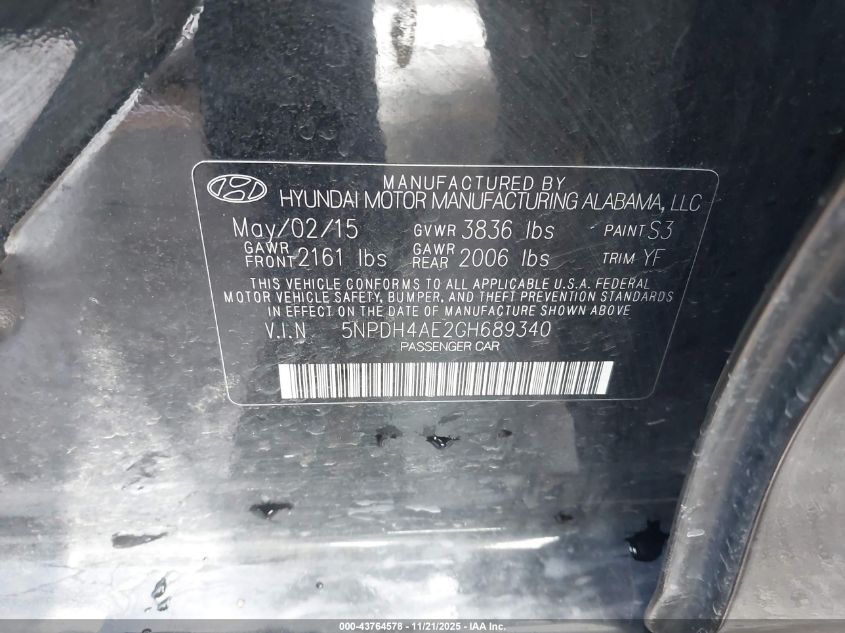 MANUFACTURED BY
HYUNDAI MOTOR MANUFACTURING ALABAMA, LLC
May/02/15 GVWR 3836 lbs PAINT S3
GAWR FRONT 2161 lbs GAWR REAR 2006 lbs TRIM YF
THIS VEHICLE CONFORMS TO ALL APPLICABLE U.S.A. FEDERAL
MOTOR VEHICLE SAFETY, BUMPER, AND THEFT PREVENTION STANDARDS
IN EFFECT ON THE DATE OF MANUFACTURE SHOWN ABOVE
V.I.N 5NPDH4AE2GH689340
PASSENGER CAR
000-43764578 - 11/21/2025 - IAA Inc.